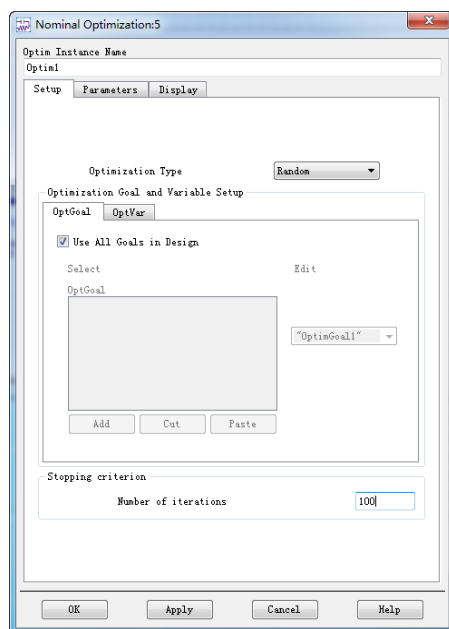 Nominal Optimization:5
Optim Instance Name
Optim1
Setup Parameters Display
Optimization Type Random
Optimization Goal and Variable Setup
OptGoal OptVar
Use All Goals in Design
Select Edit
OptGoal
"OptimGoal1"
Add Cut Paste
Stopping criterion
Number of iterations 100
OK Apply Cancel Help